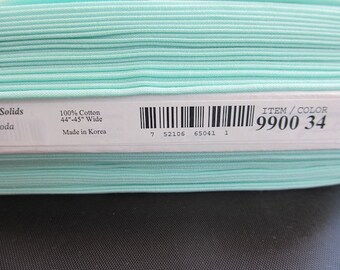 Solids
oda
100% Cotton
44"-45" Wide
Made in Korea
7 52106 65041 1
ITEM / COLOR
9900 34